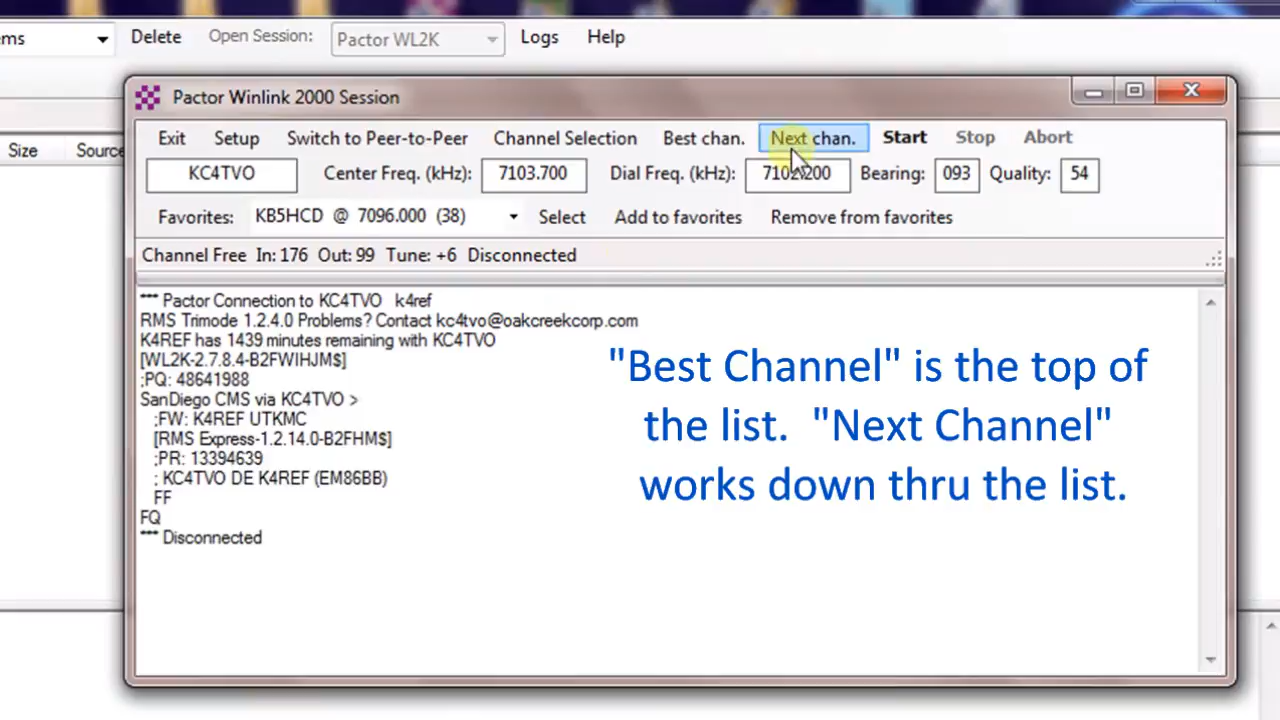 ems Delete Open Session: Pactor WL2K Logs Help
Pactor Winlink 2000 Session
Size Source
Exit Setup Switch to Peer-to-Peer Channel Selection Best chan. Next chan. Start Stop Abort
KC4TVO Center Freq. (kHz): 7103.700 Dial Freq. (kHz): Bearing: 093 Quality: 54
Favorites: KB5HCD @ 7096.000 (38) Select Add to favorites Remove from favorites
Channel Free In: 176 Out: 99 Tune: +6 Disconnected
*** Pactor Connection to KC4TVO k4ref
RMS Trimode 1.2.4.0 Problems? Contact kc4tvo@oakcreekcorp.com
K4REF has 1439 minutes remaining with KC4TVO
[WL2K-2.7.8.4-B2FWIHJM$]
;PQ: 48641988
SanDiego CMS via KC4TVO >
;FW: K4REF UTKMC
[RMS Express-1.2.14.0-B2FHM$]
;PR: 13394639
; KC4TVO DE K4REF (EM86BB)
FF
FQ
*** Disconnected
"Best Channel" is the top of
the list. "Next Channel"
works down thru the list.